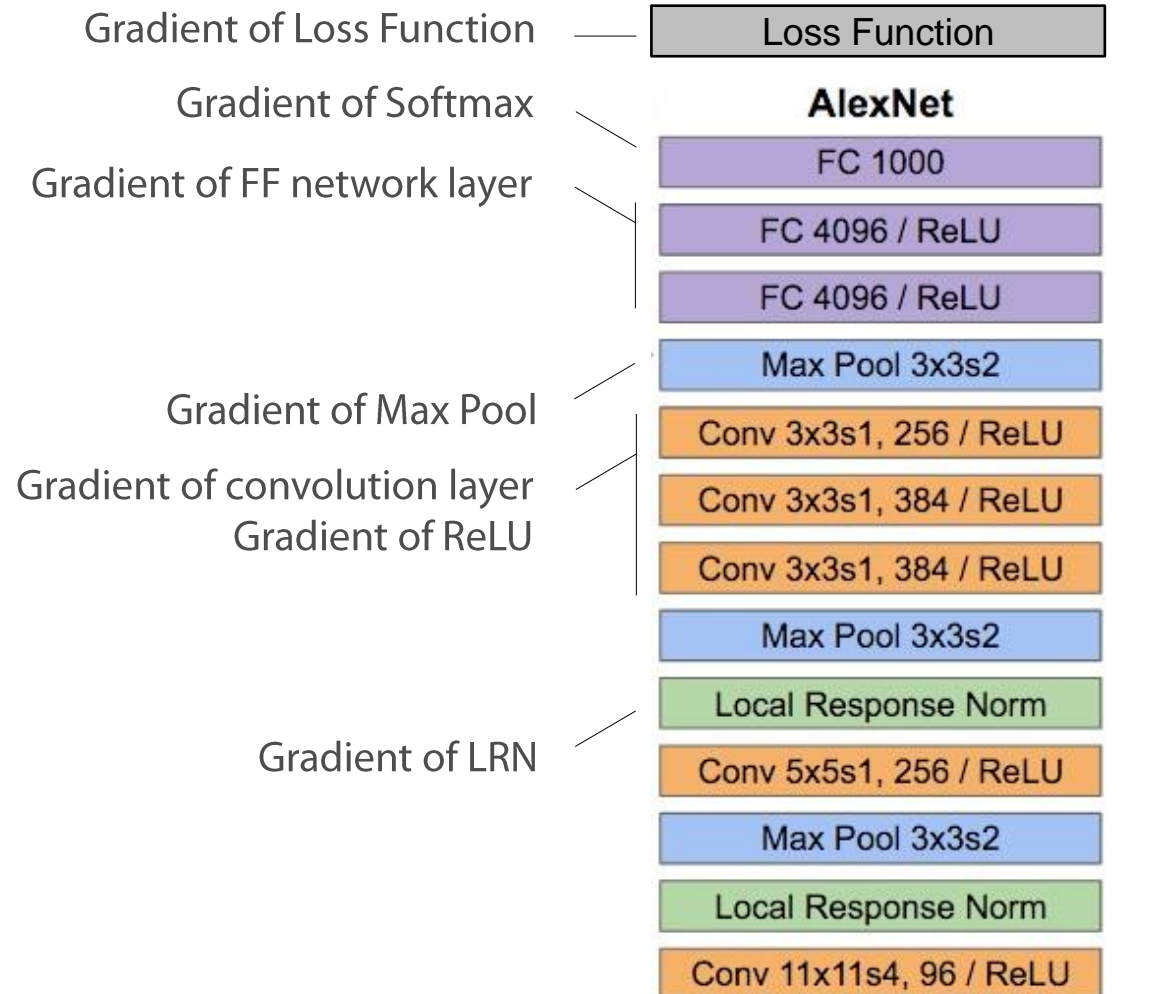 Gradient of Loss Function
Loss Function
Gradient of Softmax
AlexNet
FC 1000
Gradient of FF network layer
FC 4096 / ReLU
FC 4096 / ReLU
Max Pool 3x3s2
Gradient of Max Pool
Conv 3x3s1, 256 / ReLU
Gradient of convolution layer
Conv 3x3s1, 384 / ReLU
Gradient of ReLU
Conv 3x3s1, 384 / ReLU
Max Pool 3x3s2
Local Response Norm
Gradient of LRN
Conv 5x5s1, 256 / ReLU
Max Pool 3x3s2
Local Response Norm
Conv 11x11s4, 96 / ReLU